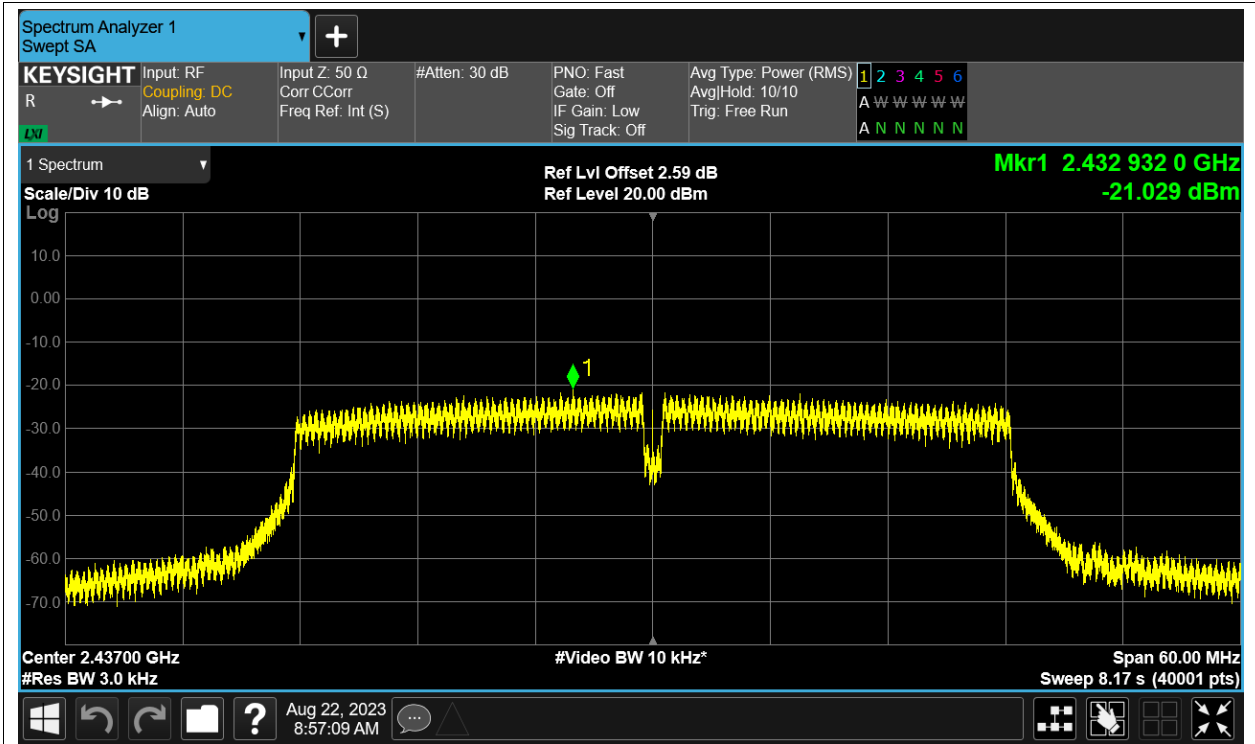 Spectrum Analyzer 1
Swept SA
KEYSIGHT
R
LXI
Input: RF
Coupling: DC
Align: Auto
Input Z: 50 Ω
Corr CCorr
Freq Ref: Int (S)
#Atten: 30 dB
PNO: Fast
Gate: Off
IF Gain: Low
Sig Track: Off
Avg Type: Power (RMS)
Avg|Hold: 10/10
Trig: Free Run
1 2 3 4 5 6
A W W W W W
A N N N N N
1 Spectrum
Scale/Div 10 dB
Log
Ref Lvl Offset 2.59 dB
Ref Level 20.00 dBm
Mkr1 2.432 932 0 GHz
-21.029 dBm
10.0
0.00
-10.0
-20.0
-30.0
-40.0
-50.0
-60.0
-70.0
1
Center 2.43700 GHz
#Res BW 3.0 kHz
#Video BW 10 kHz*
Span 60.00 MHz
Sweep 8.17 s (40001 pts)
?
Aug 22, 2023
8:57:09 AM